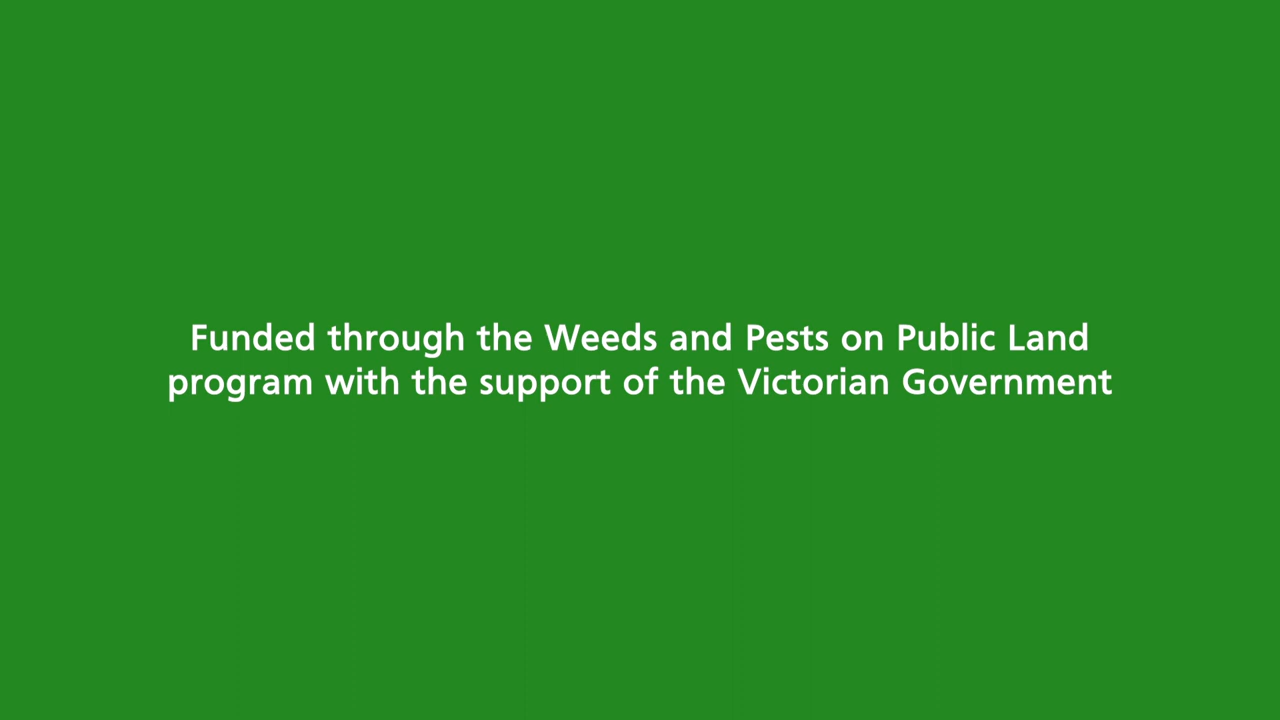 Funded through the Weeds and Pests on Public Land
program with the support of the Victorian Government